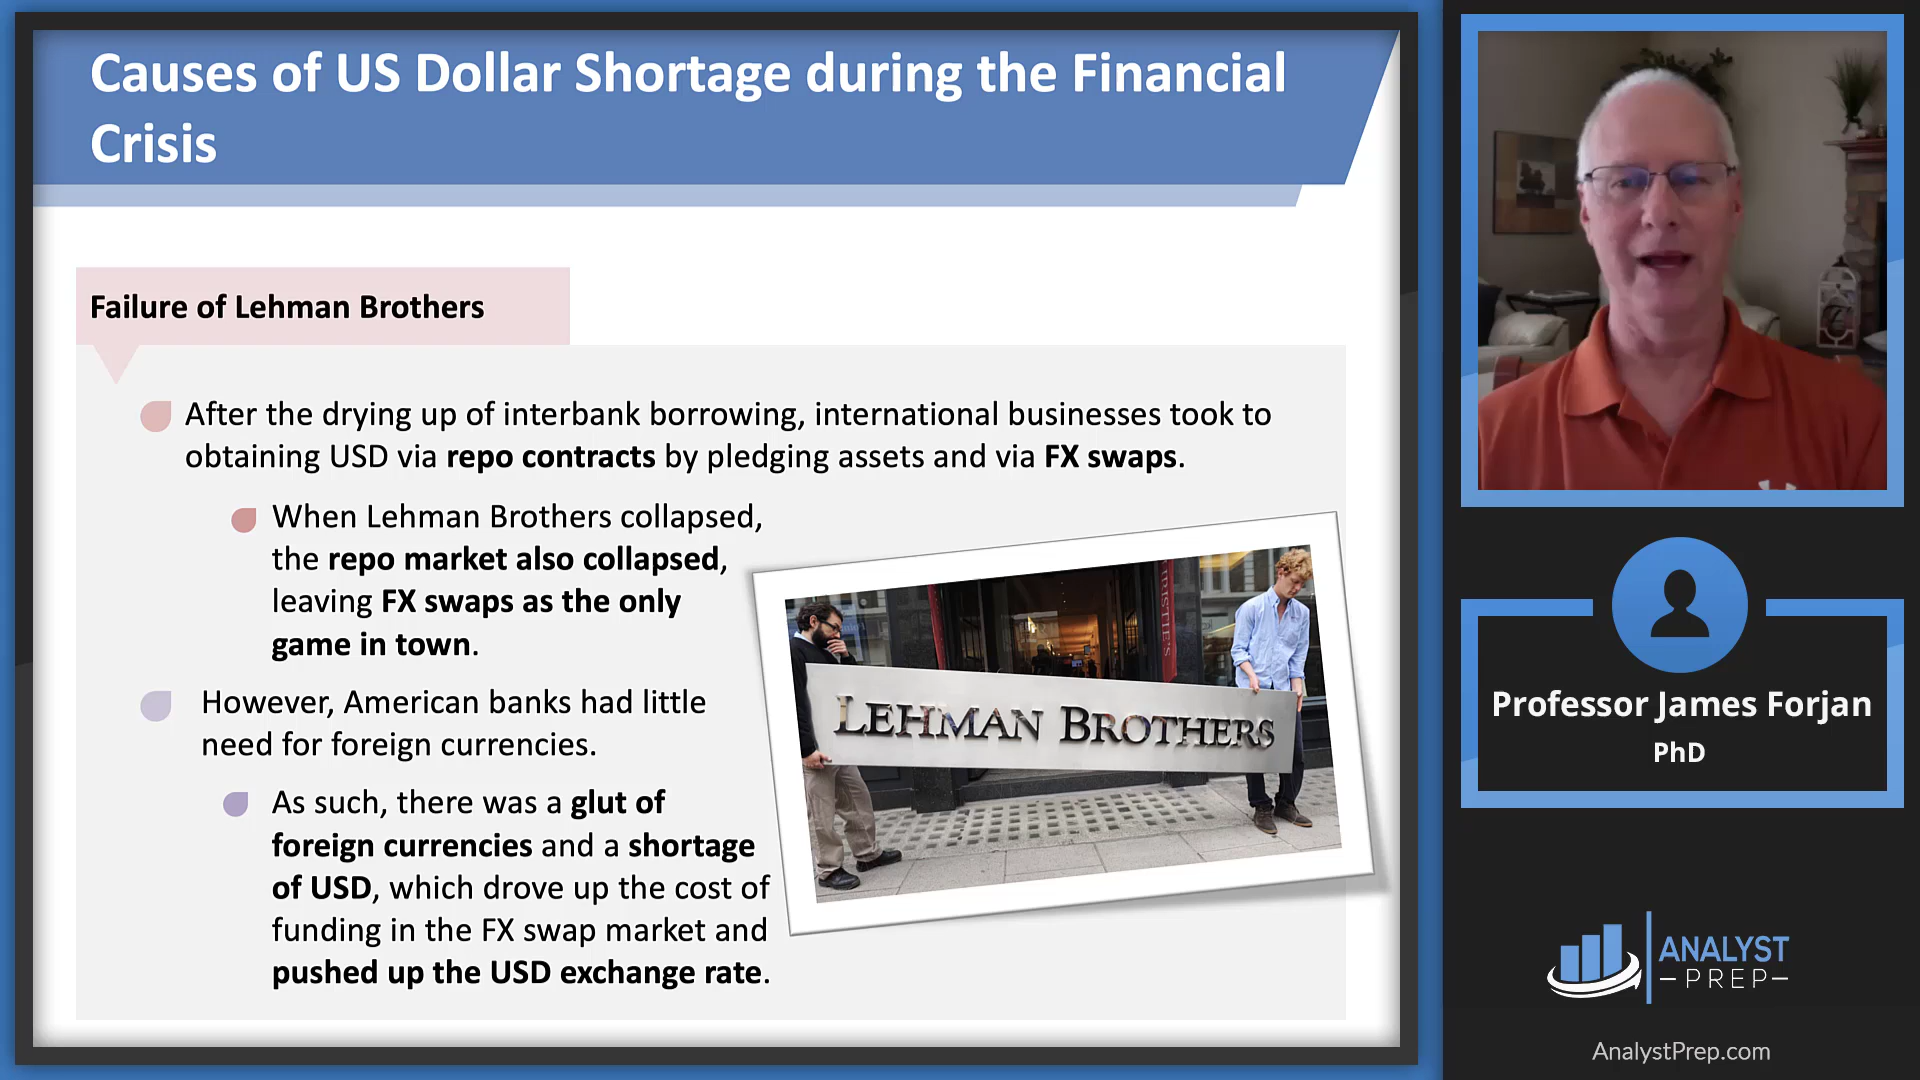 Causes of US Dollar Shortage during the Financial
Crisis
Failure of Lehman Brothers
After the drying up of interbank borrowing, international businesses took to
obtaining USD via repo contracts by pledging assets and via FX swaps.
When Lehman Brothers collapsed,
the repo market also collapsed,
leaving FX swaps as the only
game in town.
However, American banks had little
need for foreign currencies.
As such, there was a glut of
foreign currencies and a shortage
of USD, which drove up the cost of
funding in the FX swap market and
pushed up the USD exchange rate.
LEHMAN BROTHERS
Professor James Forjan
PhD
ANALYST
PREP
AnalystPrep.com